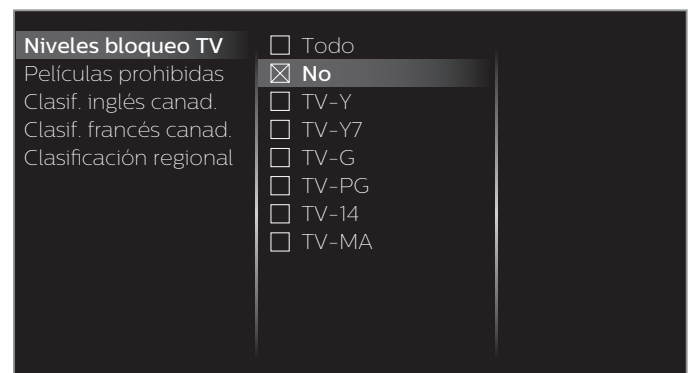 Niveles bloqueo TV
Películas prohibidas
Clasif. inglés canad.
Clasif. francés canad.
Clasificación regional
Todo
No
TV-Y
TV-Y7
TV-G
TV-PG
TV-14
TV-MA